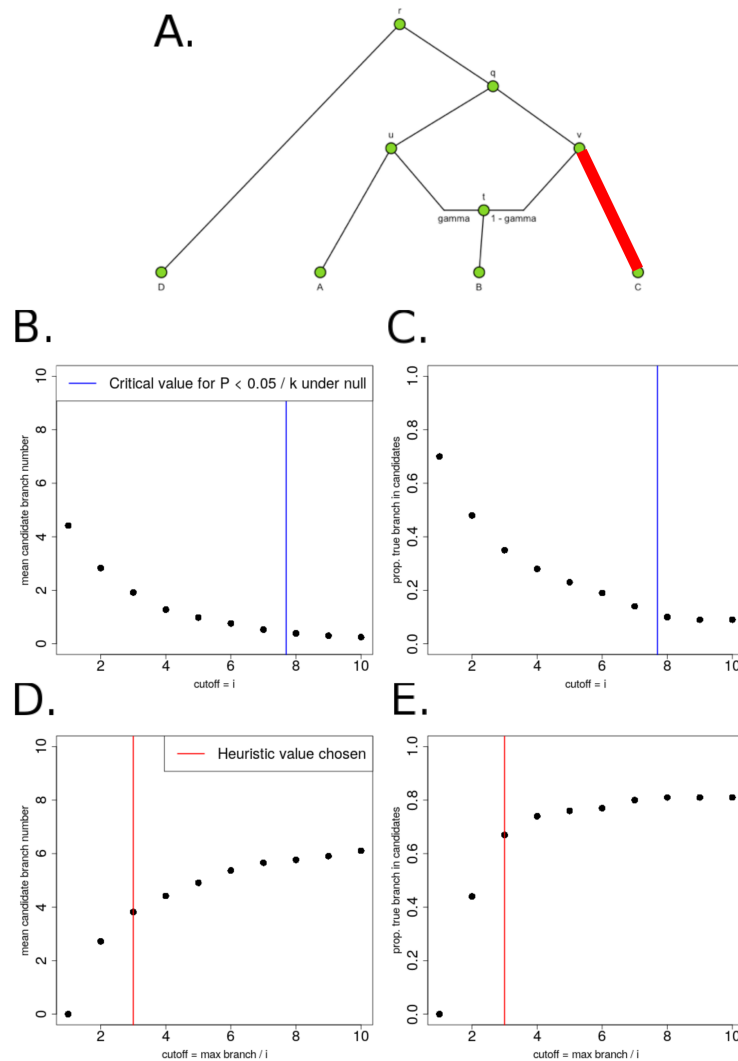 A.
r
q
u
v
t
gamma
1 - gamma
D
A
B
C
B.
C.
10
8
6
4
2
0
mean candidate branch number
Critical value for P < 0.05 / k under null
2 4 6 8 10
cutoff = i
1.0
0.8
0.6
0.4
0.2
0.0
prop. true branch in candidates
2 4 6 8 10
cutoff = i
D.
E.
10
8
6
4
2
0
mean candidate branch number
Heuristic value chosen
2 4 6 8 10
cutoff = max branch / i
1.0
0.8
0.6
0.4
0.2
0.0
prop. true branch in candidates
2 4 6 8 10
cutoff = max branch / i